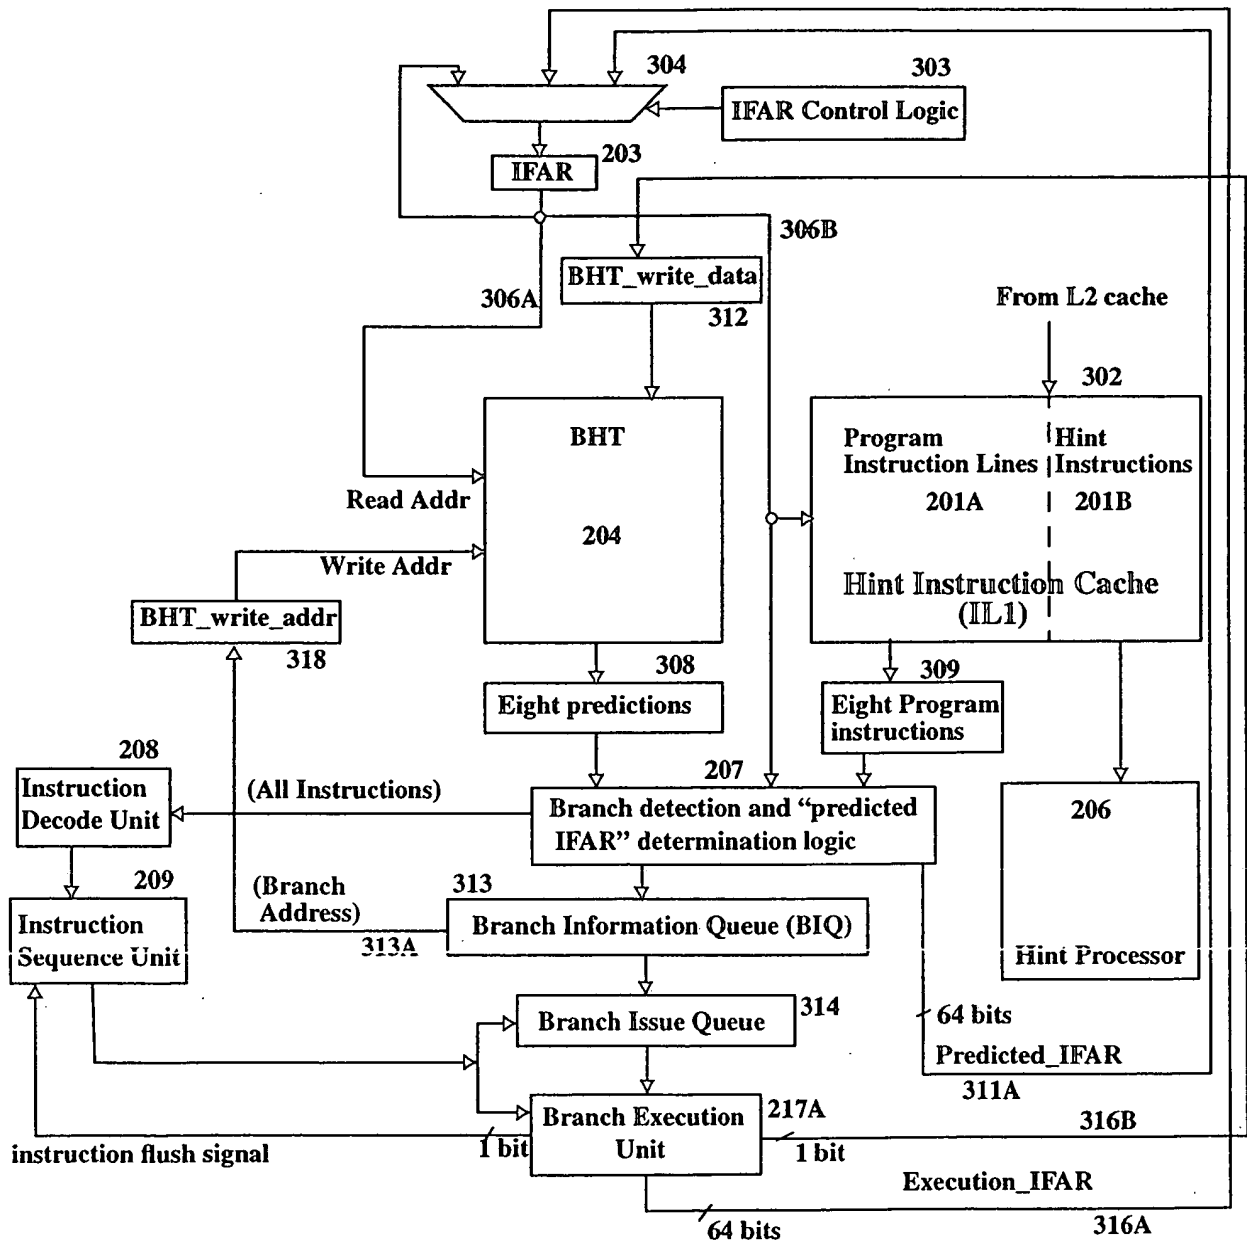 304
303
IFAR Control Logic
203
IFAR
306B
BHT_write_data
306A
312
From L2 cache
302
BHT
Program
Instruction Lines
Hint
Instructions
201A
201B
Read Addr
204
Write Addr
Hint Instruction Cache
(IL1)
BHT_write_addr
318
308
309
Eight predictions
Eight Program
instructions
208
207
Instruction
Decode Unit
(All Instructions)
Branch detection and “predicted
IFAR” determination logic
206
209
(Branch
Address)
313
Instruction
Sequence Unit
313A
Branch Information Queue (BIQ)
Hint Processor
Branch Issue Queue
314
64 bits
Predicted_IFAR
311A
Branch Execution
Unit
217A
316B
instruction flush signal
1 bit
1 bit
Execution_IFAR
64 bits
316A